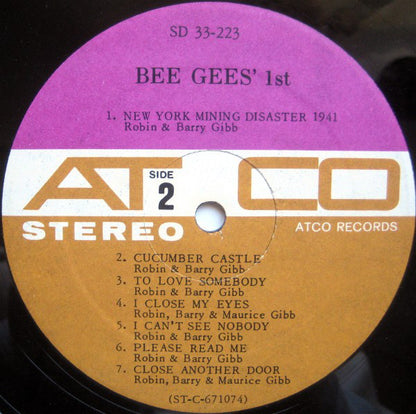 SD 33-223
BEE GEES' 1st
1. NEW YORK MINING DISASTER 1941
Robin & Barry Gibb
ATCO
SIDE
2
STEREO
ATCO RECORDS
2. CUCUMBER CASTLE
Robin & Barry Gibb
3. TO LOVE SOMEBODY
Robin & Barry Gibb
4. I CLOSE MY EYES
Robin, Barry & Maurice Gibb
5. I CAN'T SEE NOBODY
Robin & Barry Gibb
6. PLEASE READ ME
Robin & Barry Gibb
7. CLOSE ANOTHER DOOR
Robin, Barry & Maurice Gibb
(ST-C-671074)